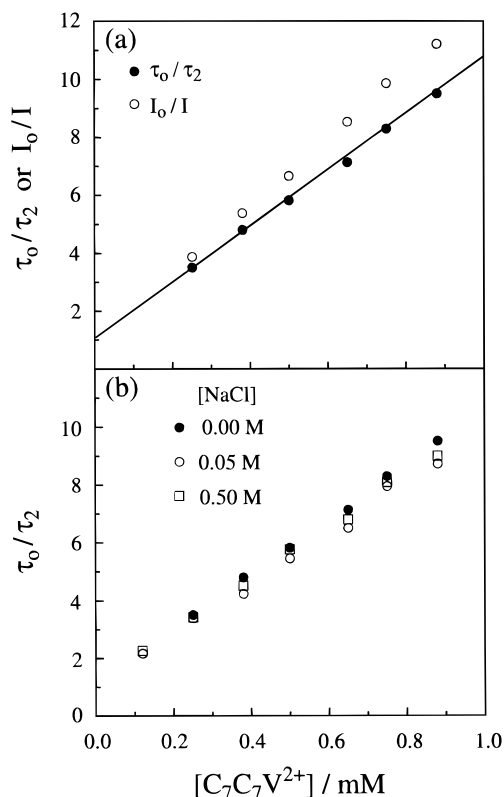 12
(a)
τo/τ2
10
Io/I
8
6
4
2
τo/τ2 or Io/I
(b)
[NaCl]
10
0.00 M
0.05 M
8
0.50 M
6
4
2
0
τo/τ2
0.0 0.2 0.4 0.6 0.8 1.0
[C7C7V2+] / mM